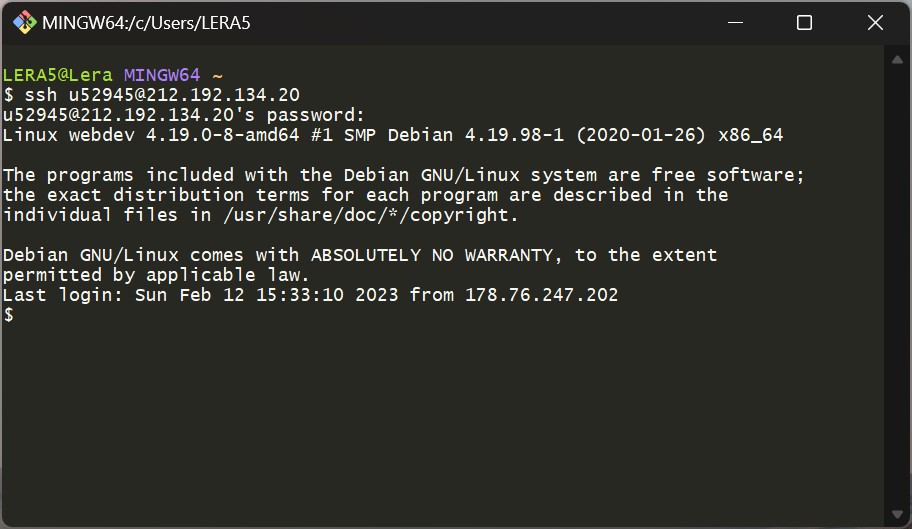 MINGW64:/c/Users/LERA5
LERA5@Lera MINGW64 ~
$ ssh u52945@212.192.134.20
u52945@212.192.134.20's password:
Linux webdev 4.19.0-8-amd64 #1 SMP Debian 4.19.98-1 (2020-01-26) x86_64
The programs included with the Debian GNU/Linux system are free software;
the exact distribution terms for each program are described in the
individual files in /usr/share/doc/*/copyright.
Debian GNU/Linux comes with ABSOLUTELY NO WARRANTY, to the extent
permitted by applicable law.
Last login: Sun Feb 12 15:33:10 2023 from 178.76.247.202
$